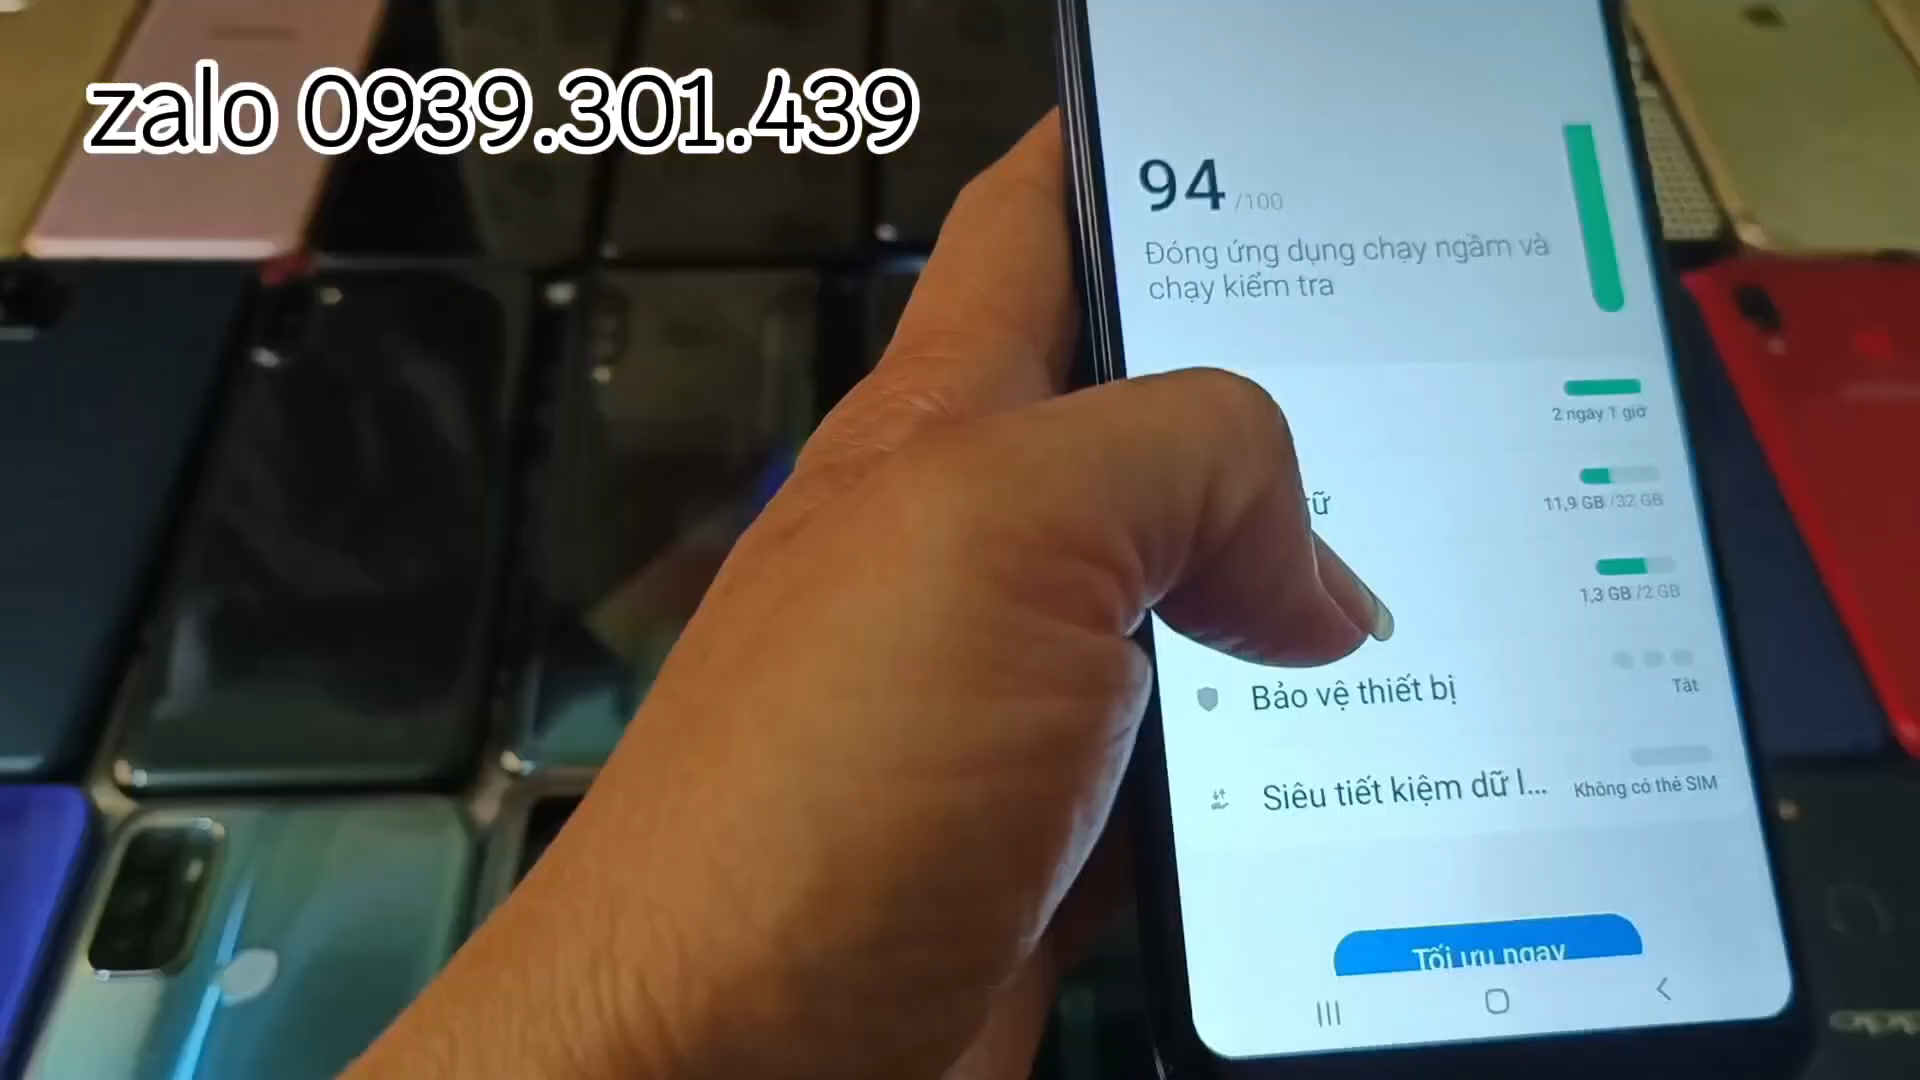 zalo 0939.301.439
94 /100
Đóng ứng dụng chạy ngầm và
chạy kiểm tra
2 ngày 1 giờ
11,9 GB /32 GB
1,3 GB /2 GB
Bảo vệ thiết bị
Tắt
Siêu tiết kiệm dữ l...
Không có thẻ SIM
Tối ưu ngay
oppo